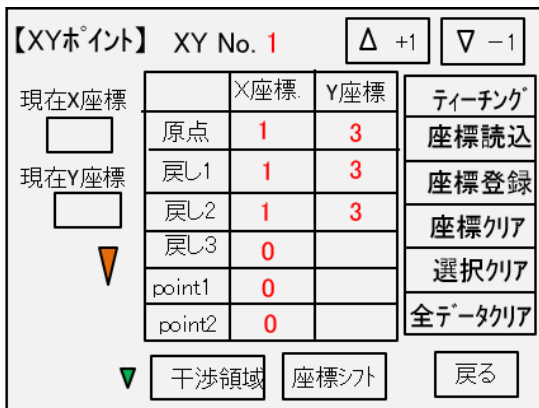 【XYﾎﾟｲﾝﾄ】 XY No. 1 Δ +1 ∇ －1
現在X座標
現在Y座標
X座標. Y座標
原点 1 3
戻し1 1 3
戻し2 1 3
戻し3 0
point1 0
point2 0
ティーチング
座標読込
座標登録
座標ｸﾘｱ
選択ｸﾘｱ
全ﾃﾞｰﾀｸﾘｱ
干渉領域 座標ｼﾌﾄ 戻る